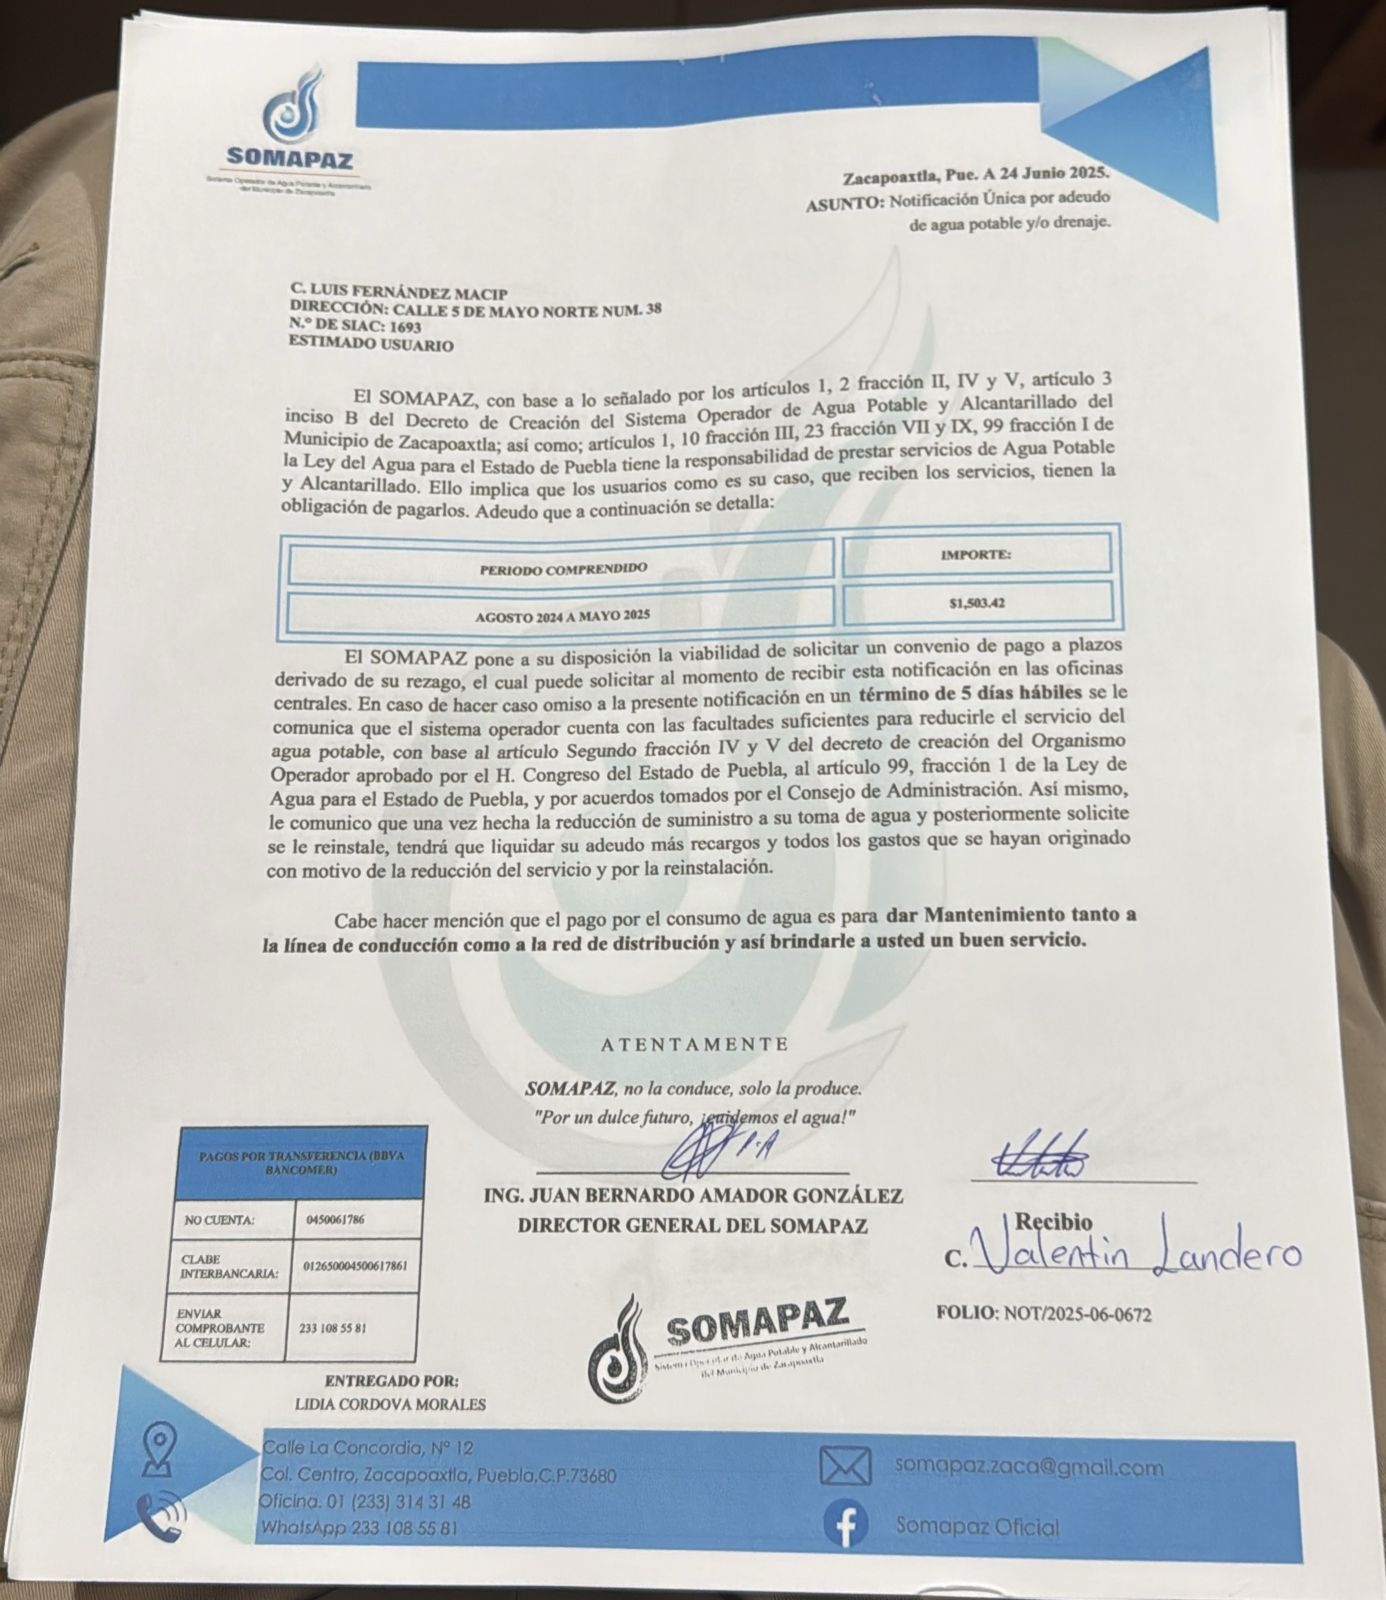 SOMAPAZ
Sistema Operador de Agua Potable y Alcantarillado
del Municipio de Zacapoaxtla
Zacapoaxtla, Pue. A 24 Junio 2025.
ASUNTO: Notificación Única por adeudo
de agua potable y/o drenaje.
C. LUIS FERNÁNDEZ MACIP
DIRECCIÓN: CALLE 5 DE MAYO NORTE NUM. 38
N.º DE SIAC: 1693
ESTIMADO USUARIO
El SOMAPAZ, con base a lo señalado por los artículos 1, 2 fracción II, IV y V, artículo 3
inciso B del Decreto de Creación del Sistema Operador de Agua Potable y Alcantarillado del
Municipio de Zacapoaxtla; así como; artículos 1, 10 fracción III, 23 fracción VII y IX, 99 fracción I de
la Ley del Agua para el Estado de Puebla tiene la responsabilidad de prestar servicios de Agua Potable
y Alcantarillado. Ello implica que los usuarios como es su caso, que reciben los servicios, tienen la
obligación de pagarlos. Adeudo que a continuación se detalla:
PERIODO COMPRENDIDO
IMPORTE:
AGOSTO 2024 A MAYO 2025
$1,503.42
El SOMAPAZ pone a su disposición la viabilidad de solicitar un convenio de pago a plazos
derivado de su rezago, el cual puede solicitar al momento de recibir esta notificación en las oficinas
centrales. En caso de hacer caso omiso a la presente notificación en un término de 5 días hábiles se le
comunica que el sistema operador cuenta con las facultades suficientes para reducirle el servicio del
agua potable, con base al artículo Segundo fracción IV y V del decreto de creación del Organismo
Operador aprobado por el H. Congreso del Estado de Puebla, al artículo 99, fracción 1 de la Ley de
Agua para el Estado de Puebla, y por acuerdos tomados por el Consejo de Administración. Así mismo,
le comunico que una vez hecha la reducción de suministro a su toma de agua y posteriormente solicite
se le reinstale, tendrá que liquidar su adeudo más recargos y todos los gastos que se hayan originado
con motivo de la reducción del servicio y por la reinstalación.
Cabe hacer mención que el pago por el consumo de agua es para dar Mantenimiento tanto a
la línea de conducción como a la red de distribución y así brindarle a usted un buen servicio.
ATENTAMENTE
SOMAPAZ, no la conduce, solo la produce.
"Por un dulce futuro, ¡cuidemos el agua!"
P.A
ING. JUAN BERNARDO AMADOR GONZÁLEZ
DIRECTOR GENERAL DEL SOMAPAZ
Recibio
C. Valentin Landero
FOLIO: NOT/2025-06-0672
PAGOS POR TRANSFERENCIA (BBVA
BANCOMER)
NO CUENTA:
0450061786
CLABE
INTERBANCARIA:
012650004500617861
ENVIAR
COMPROBANTE
AL CELULAR:
233 108 55 81
SOMAPAZ
Sistema Operador de Agua Potable y Alcantarillado
del Municipio de Zacapoaxtla
ENTREGADO POR:
LIDIA CORDOVA MORALES
Calle La Concordia, Nº 12
Col. Centro, Zacapoaxtla, Puebla,C.P.73680
Oficina. 01 (233) 314 31 48
WhatsApp 233 108 55 81
somapaz.zaca@gmail.com
Somapaz Oficial